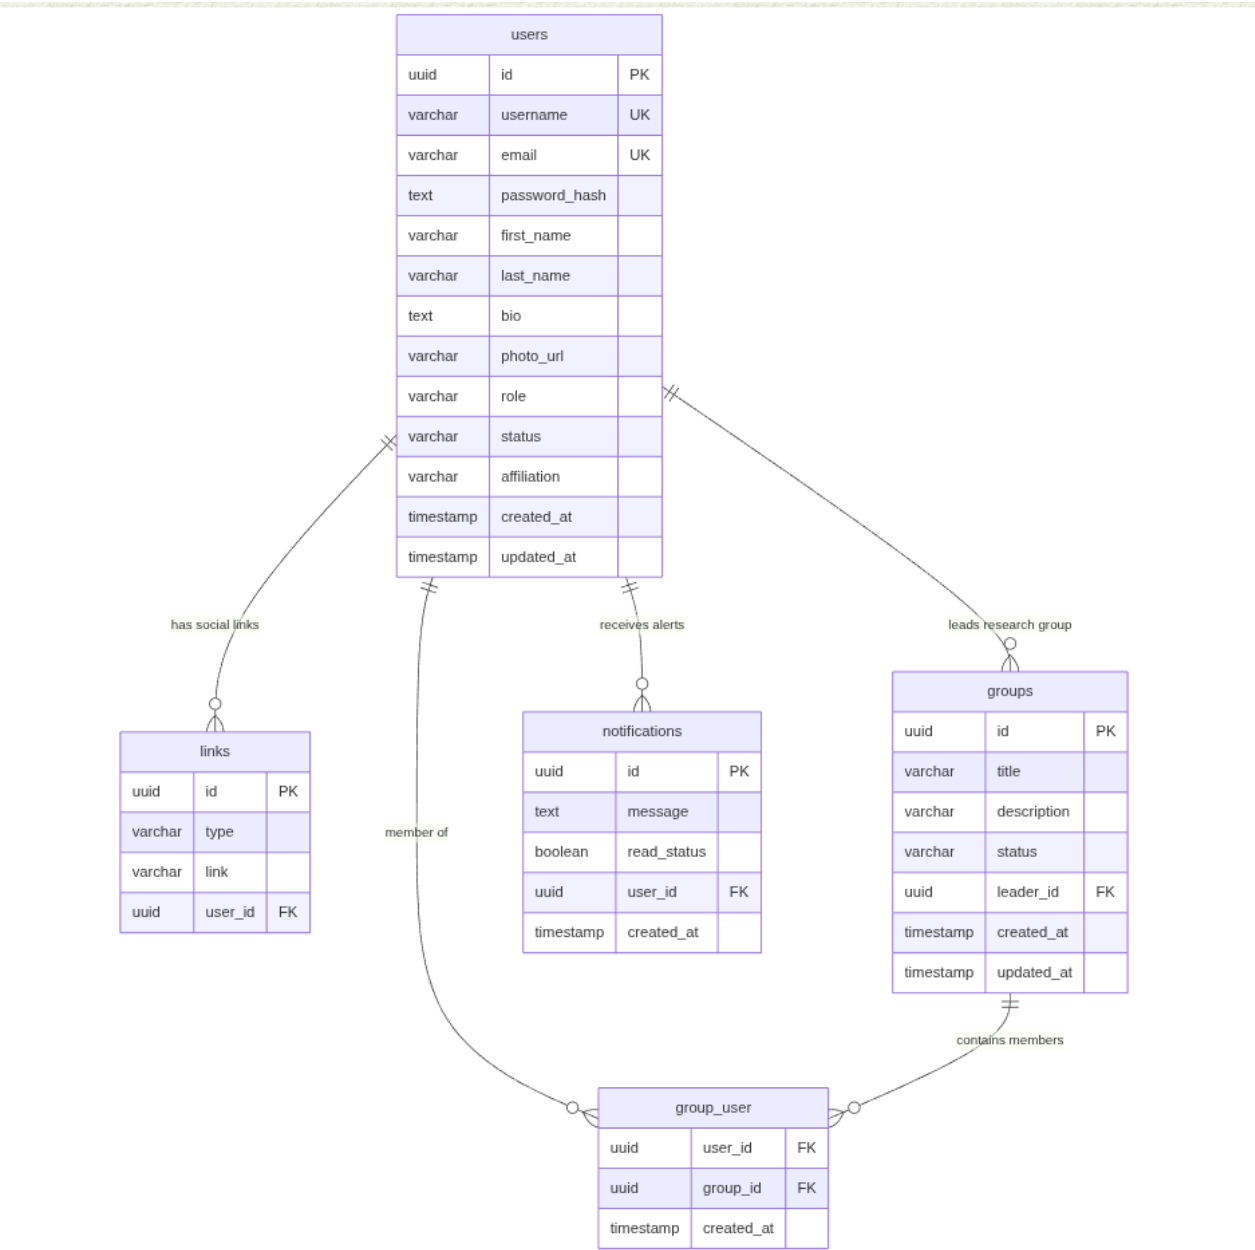 users
uuid id PK
varchar username UK
varchar email UK
text password_hash
varchar first_name
varchar last_name
text bio
varchar photo_url
varchar role
varchar status
varchar affiliation
timestamp created_at
timestamp updated_at
has social links
receives alerts
leads research group
links
uuid id PK
varchar type
varchar link
uuid user_id FK
member of
notifications
uuid id PK
text message
boolean read_status
uuid user_id FK
timestamp created_at
groups
uuid id PK
varchar title
varchar description
varchar status
uuid leader_id FK
timestamp created_at
timestamp updated_at
contains members
group_user
uuid user_id FK
uuid group_id FK
timestamp created_at